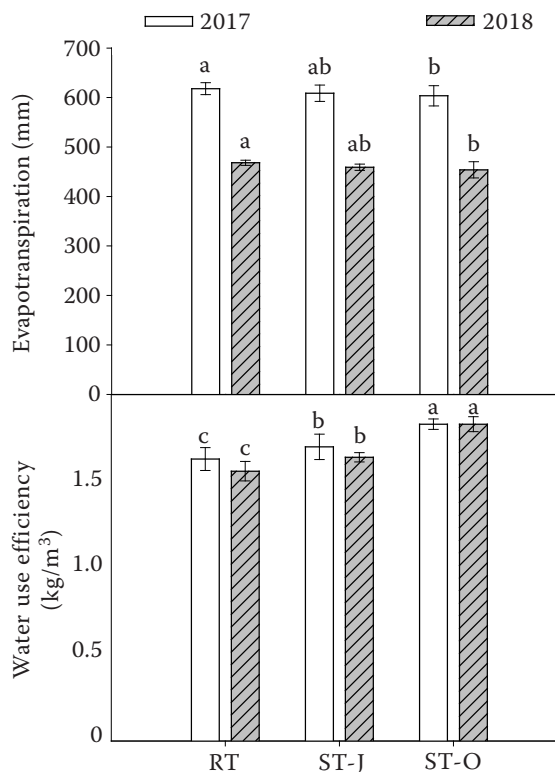 2017 2018
Evapotranspiration (mm)
700
600
500
400
300
200
100
0
a ab b
a ab b
Water use efficiency
(kg/m³)
1.5
1.0
0.5
0
c c b b a a
RT ST-J ST-O